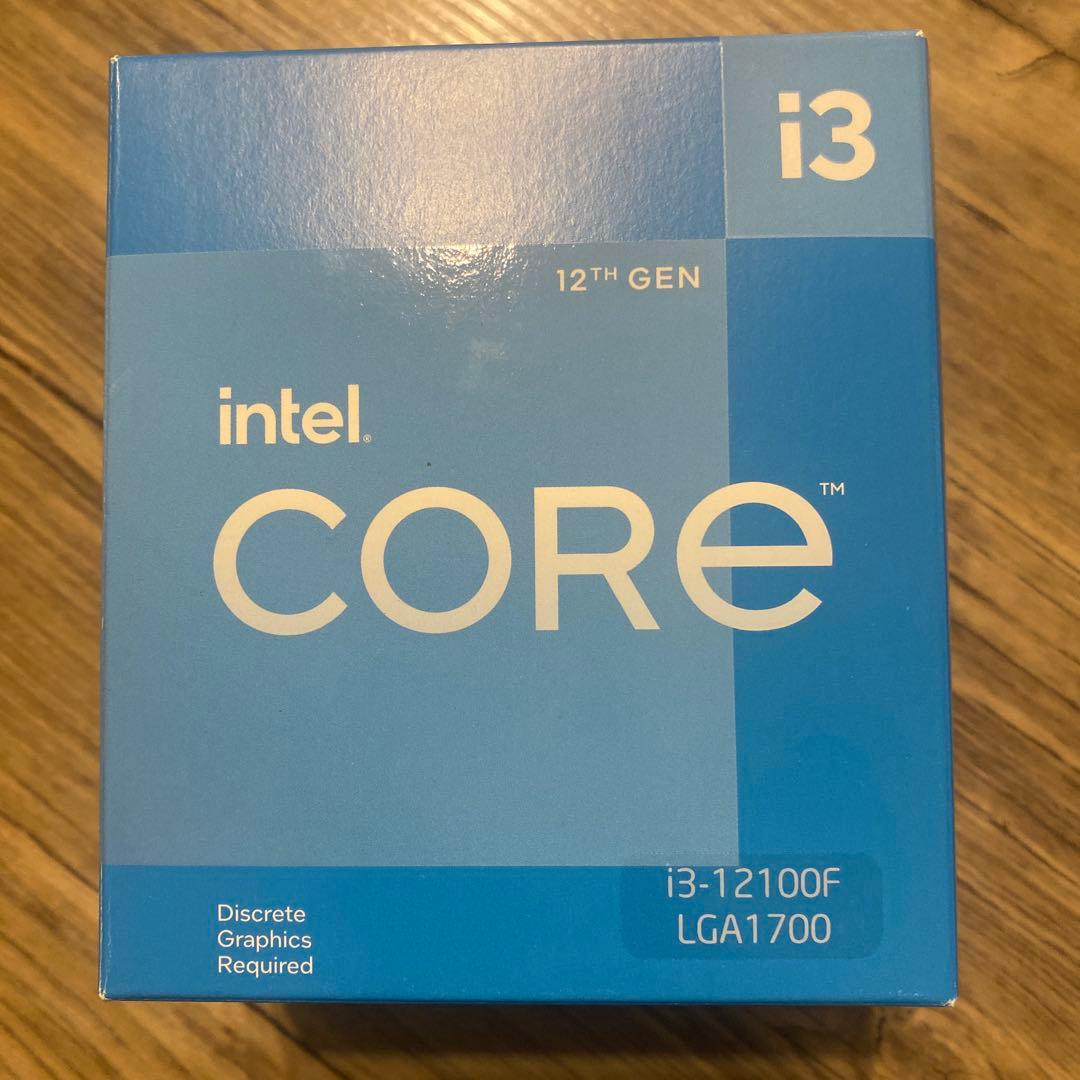 i3
12TH GEN
intel®
CORe™
i3-12100F
LGA1700
Discrete
Graphics
Required